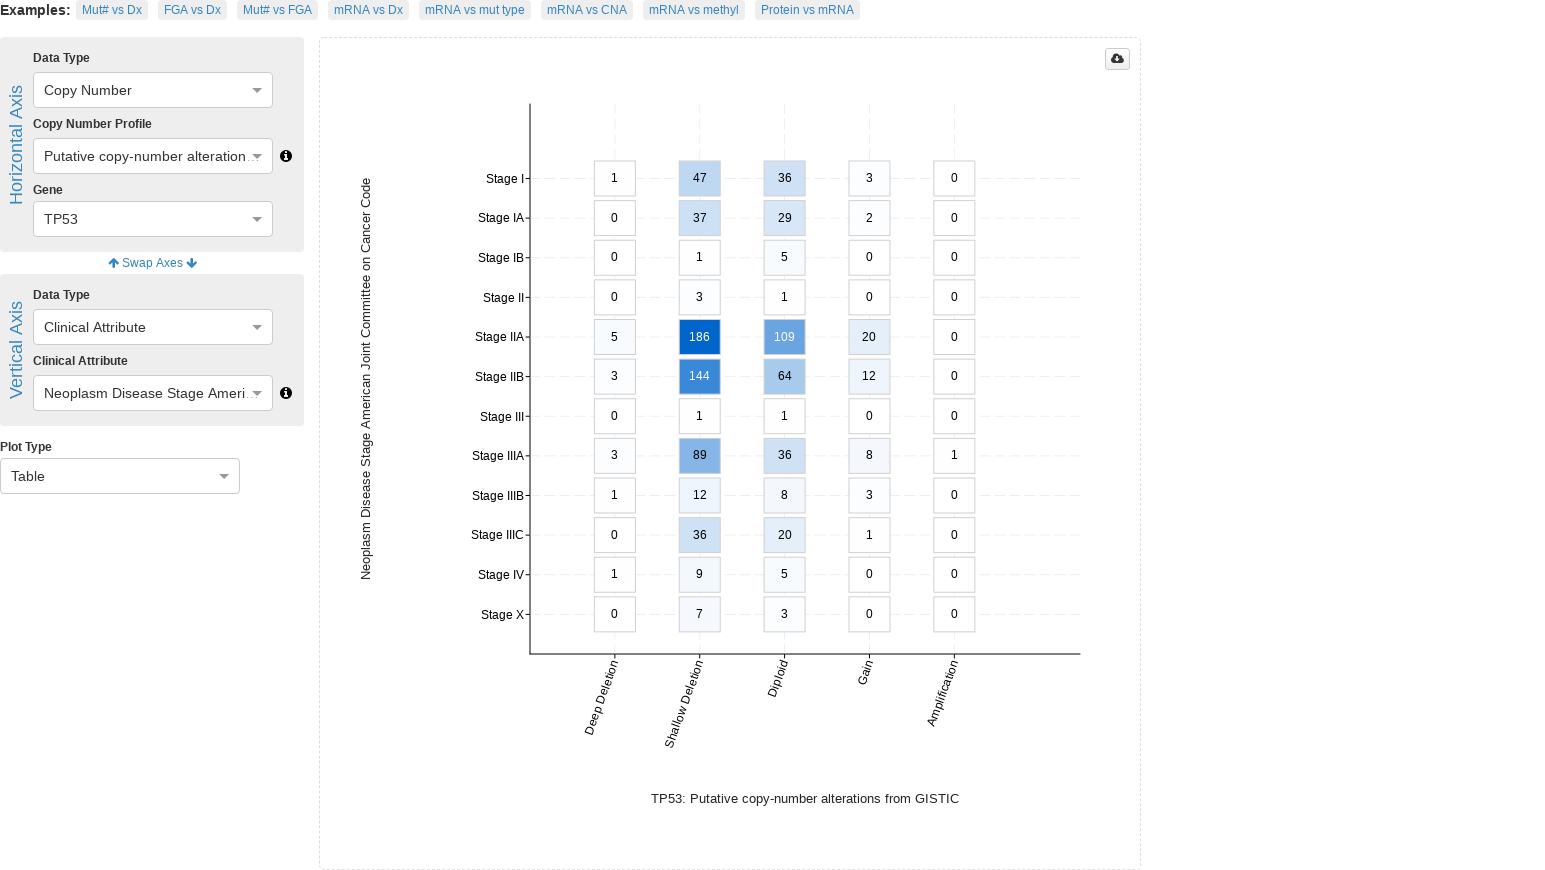 Examples: Mut# vs Dx FGA vs Dx Mut# vs FGA mRNA vs Dx mRNA vs mut type mRNA vs CNA mRNA vs methyl Protein vs mRNA
Horizontal Axis
Data Type
Copy Number
Copy Number Profile
Putative copy-number alteration...
Gene
TP53
Swap Axes
Vertical Axis
Data Type
Clinical Attribute
Clinical Attribute
Neoplasm Disease Stage Ameri...
Plot Type
Table
Neoplasm Disease Stage American Joint Committee on Cancer Code
Stage I 1 47 36 3 0
Stage IA 0 37 29 2 0
Stage IB 0 1 5 0 0
Stage II 0 3 1 0 0
Stage IIA 5 186 109 20 0
Stage IIB 3 144 64 12 0
Stage III 0 1 1 0 0
Stage IIIA 3 89 36 8 1
Stage IIIB 1 12 8 3 0
Stage IIIC 0 36 20 1 0
Stage IV 1 9 5 0 0
Stage X 0 7 3 0 0
Deep Deletion Shallow Deletion Diploid Gain Amplification
TP53: Putative copy-number alterations from GISTIC